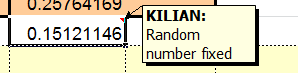 0.25764169
KILIAN:
0.15121146
Random
number fixed